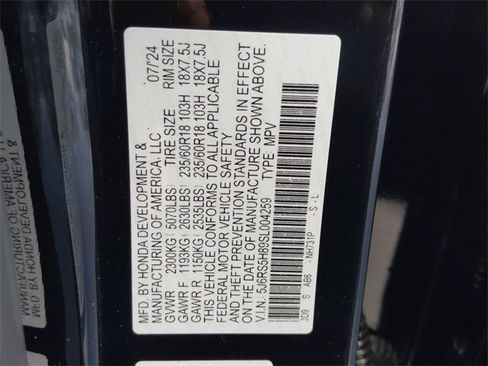 MFD BY HONDA DEVELOPMENT &
MANUFACTURING OF AMERICA, LLC 07/'24
GVWR 2300KG( 5070LBS) TIRE SIZE RIM SIZE
GAWR F 1193KG( 2630LBS) 235/60R18 103H 18X7.5J
GAWR R 1150KG( 2535LBS) 235/60R18 103H 18X7.5J
THIS VEHICLE CONFORMS TO ALL APPLICABLE
FEDERAL MOTOR VEHICLE SAFETY
AND THEFT PREVENTION STANDARDS IN EFFECT
ON THE DATE OF MANUFACTURE SHOWN ABOVE.
V.I.N. 5J6RS5H89SL004259 TYPE MPV
3D9 S AB6 NH731P - S - L